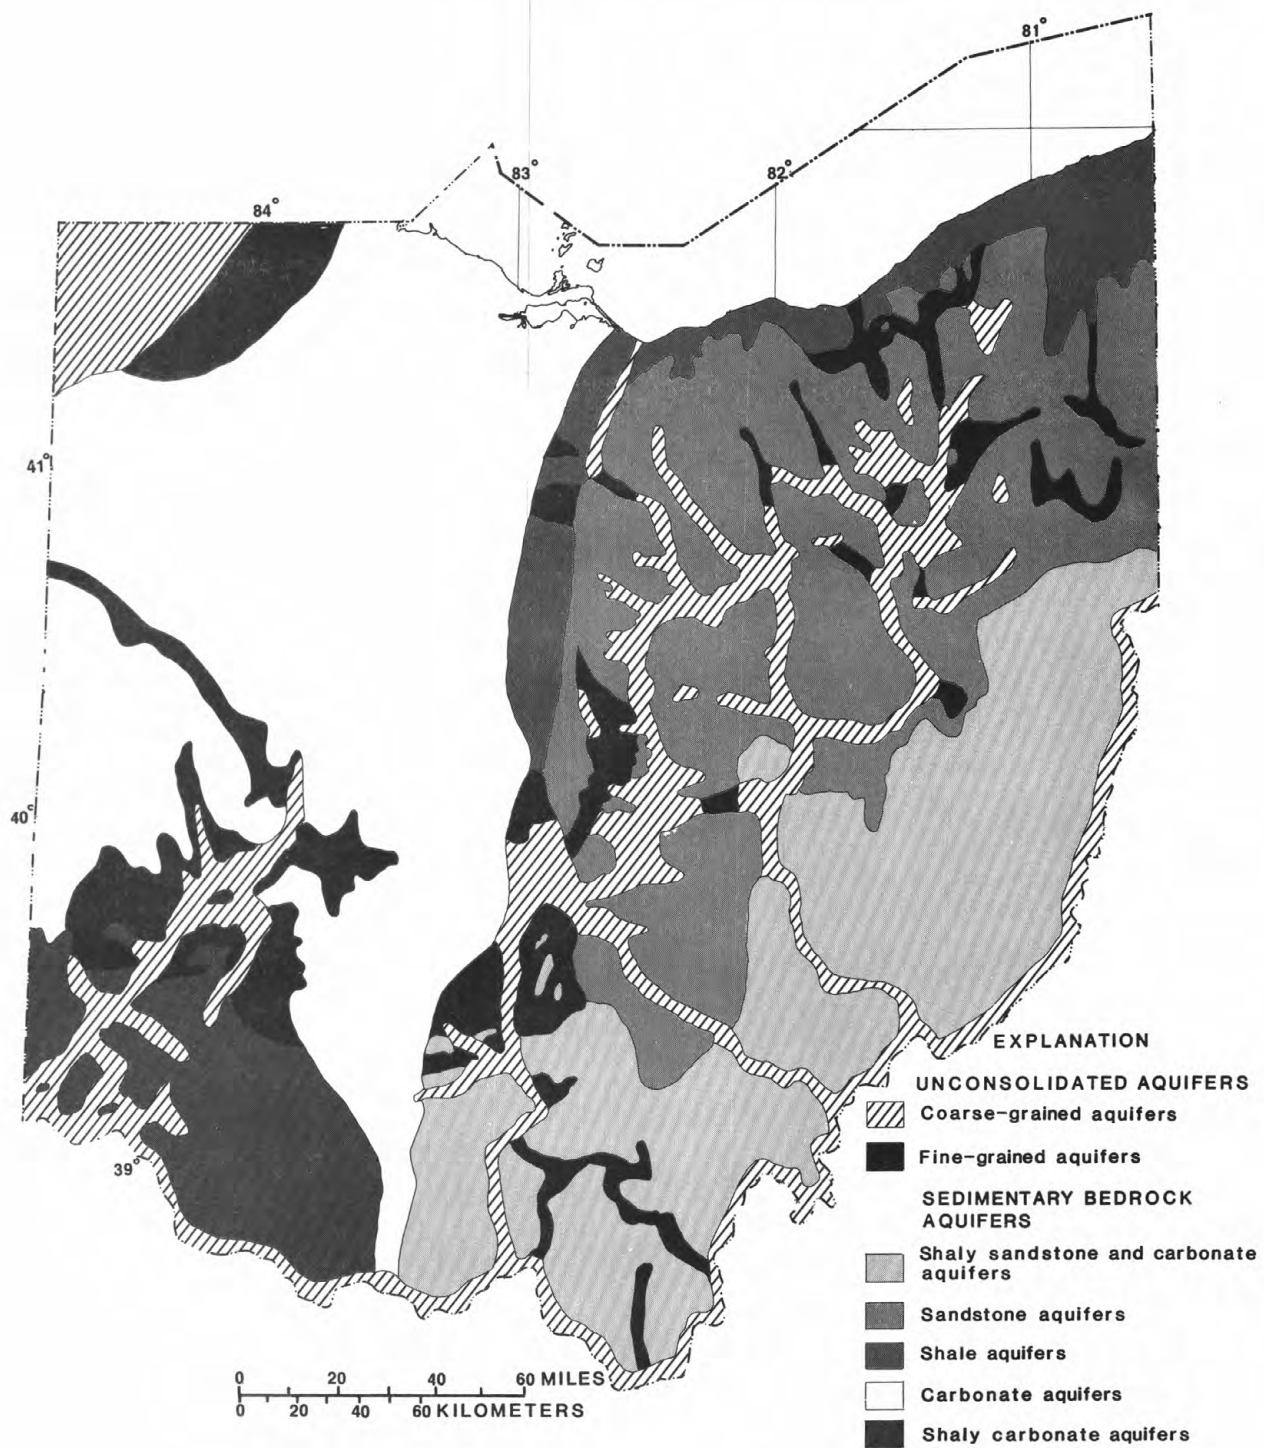 81°
83°
82°
84°
41°
40°
39°
EXPLANATION
UNCONSOLIDATED AQUIFERS
Coarse-grained aquifers
Fine-grained aquifers
SEDIMENTARY BEDROCK
AQUIFERS
Shaly sandstone and carbonate
aquifers
Sandstone aquifers
Shale aquifers
Carbonate aquifers
Shaly carbonate aquifers
0 20 40 60 MILES
0 20 40 60 KILOMETERS